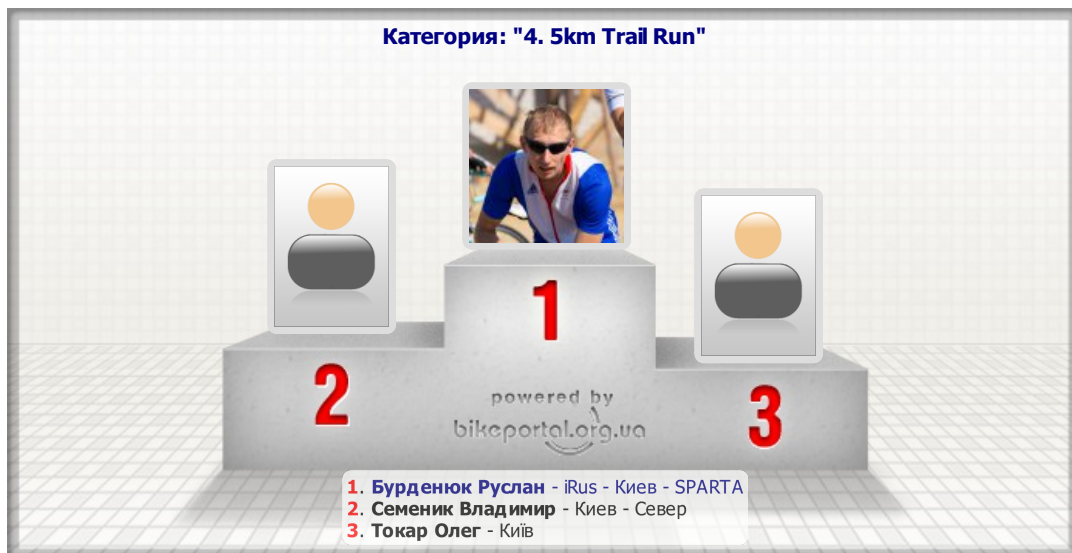 Категория: "4. 5km Trail Run"
1
2
3
powered by
bikeportal.org.ua
1. Бурденюк Руслан - iRus - Киев - SPARTA
2. Семеник Владимир - Киев - Север
3. Токар Олег - Київ